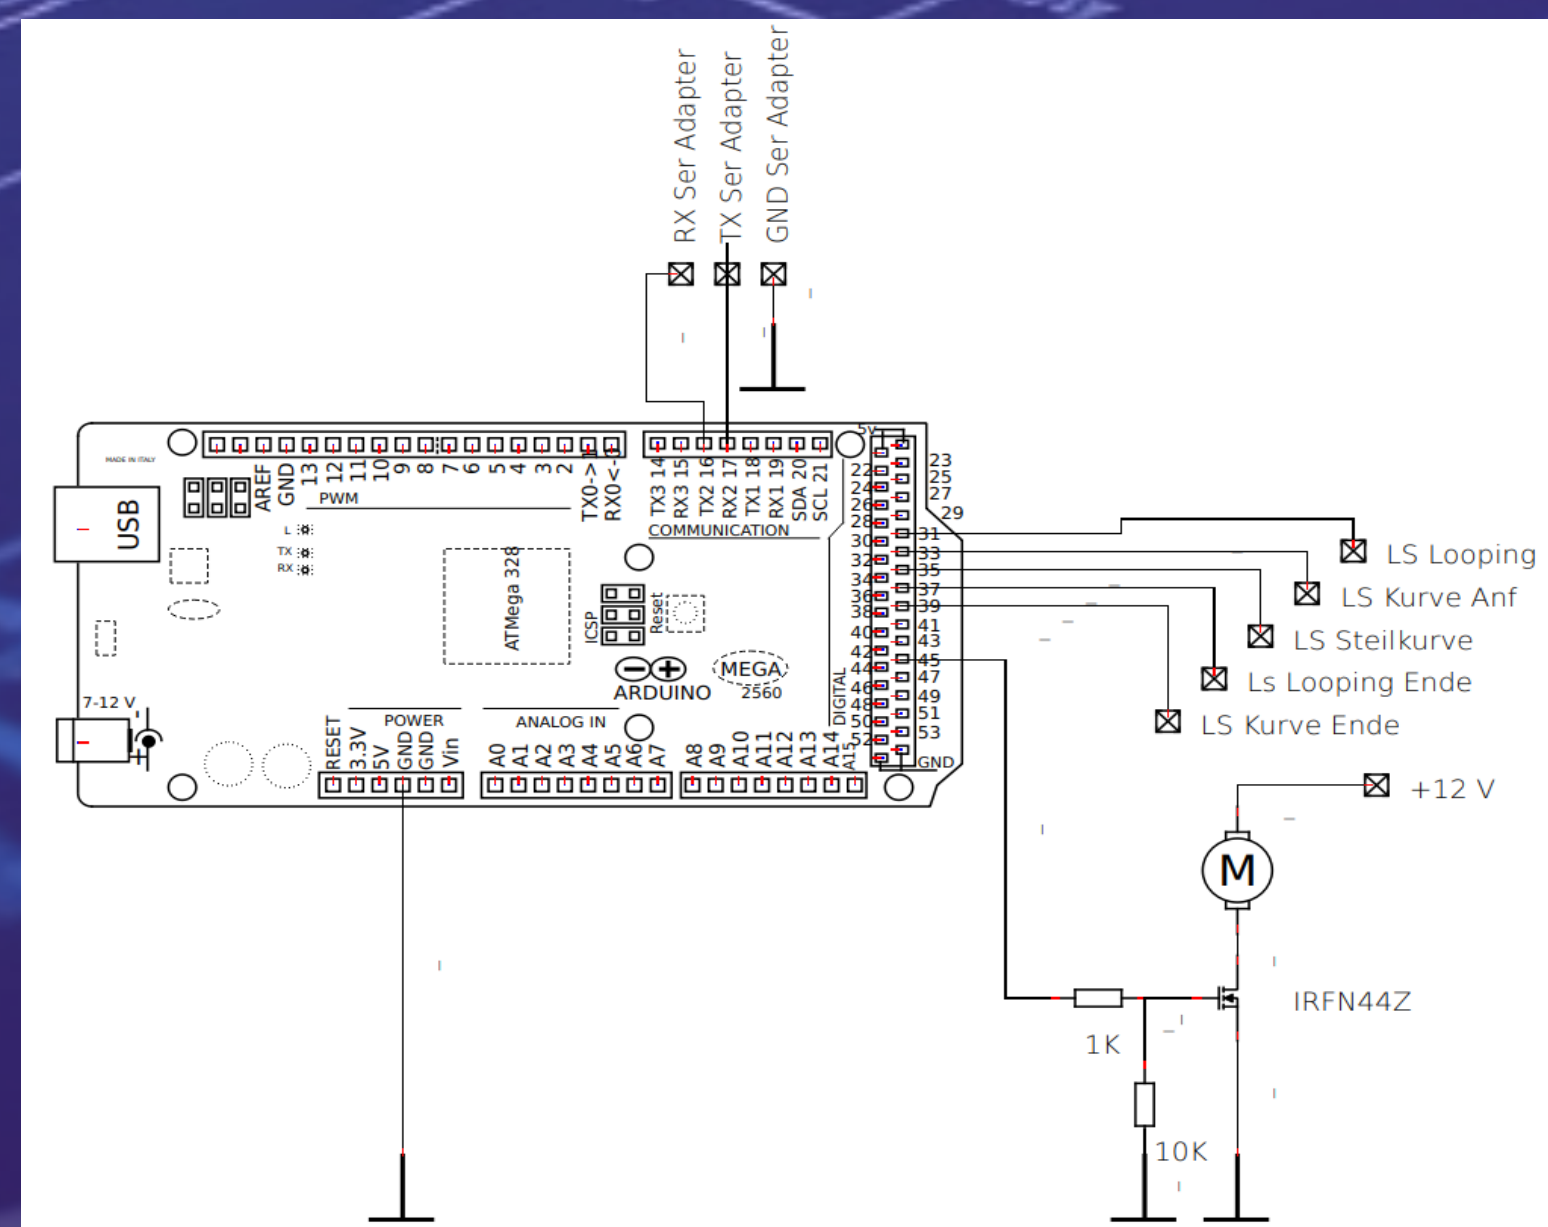 RX Ser Adapter
TX Ser Adapter
GND Ser Adapter
MADE IN ITALY
USB
AREF
GND
13
12
11
10
9
8
7
6
5
4
3
2
TX0->1
RX0<-0
PWM
TX3 14
RX3 15
TX2 16
RX2 17
TX1 18
RX1 19
SDA 20
SCL 21
COMMUNICATION
L
TX
RX
ATMega 328
ICSP
Reset
ARDUINO
MEGA
2560
DIGITAL
5v
22
24
26
28
30
32
34
36
38
40
42
44
46
48
50
52
23
25
27
29
31
33
35
37
39
41
43
45
47
49
51
53
GND
7-12 V
-
+
POWER
ANALOG IN
RESET
3.3V
5V
GND
GND
Vin
A0
A1
A2
A3
A4
A5
A6
A7
A8
A9
A10
A11
A12
A13
A14
A15
LS Looping
LS Kurve Anf
LS Steilkurve
Ls Looping Ende
LS Kurve Ende
+12 V
M
IRFN44Z
1K
10K